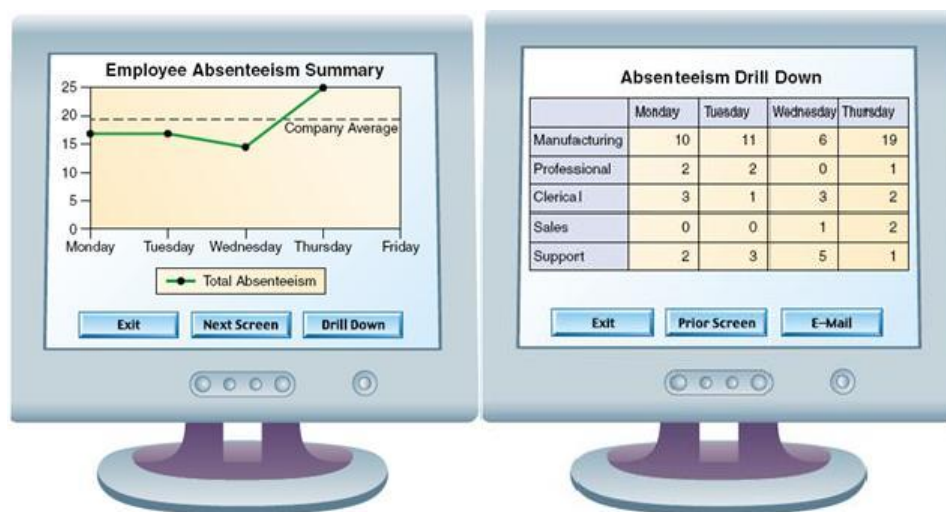 Employee Absenteeism Summary
25
20
Company Average
15
10
5
0
Monday Tuesday Wednesday Thursday Friday
Total Absenteeism
Exit Next Screen Drill Down
Absenteeism Drill Down
Monday Tuesday Wednesday Thursday
Manufacturing 10 11 6 19
Professional 2 2 0 1
Clerical 3 1 3 2
Sales 0 0 1 2
Support 2 3 5 1
Exit Prior Screen E-Mail